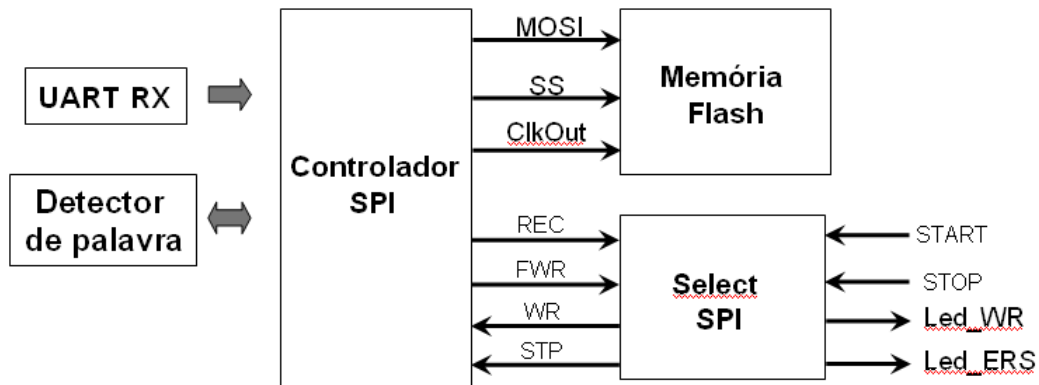 UART RX
Detector
de palavra
Controlador
SPI
MOSI
SS
ClkOut
Memória
Flash
REC
FWR
WR
STP
Select
SPI
START
STOP
Led_WR
Led_ERS